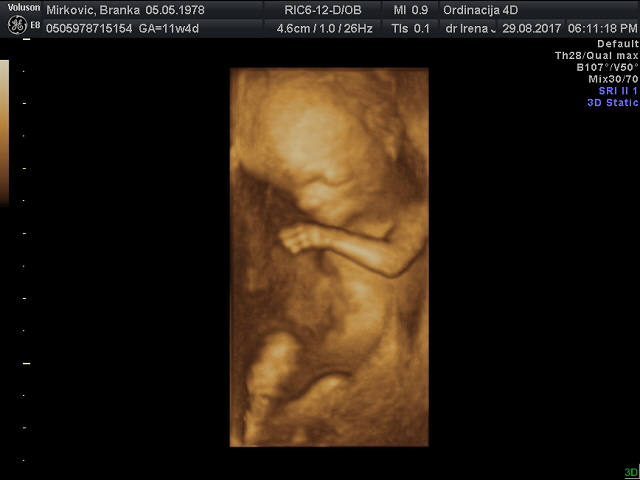 Voluson Mirkovic, Branka 05.05.1978 RIC6-12-D/OB MI 0.9 Ordinacija 4D
E8 0505978715154 GA=11w4d 4.6cm / 1.0 / 26Hz TIs 0.1 dr Irena 29.08.2017 06:11:18 PM
Default
Th28/Qual max
B107°/V50°
Mix30/70
SRI II 1
3D Static
3D